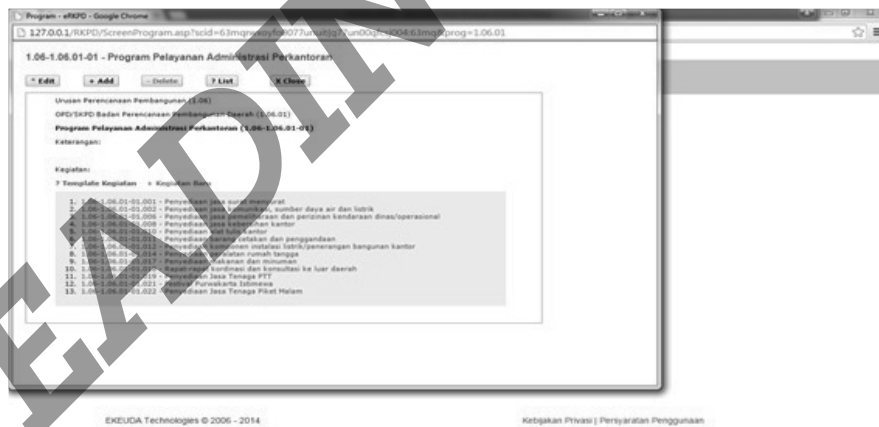 Program - eRKPD - Google Chrome
127.0.0.1/RKPD/ScreenProgram.asp?scid=
prog=1.06.01
1.06-1.06.01-01 - Program Pelayanan Administrasi Perkantoran
* Edit + Add - Delete ? List X Close
Urusan Perencanaan Pembangunan (1.06)
OPD/SKPD Badan Perencanaan Pembangunan Daerah (1.06.01)
Program Pelayanan Administrasi Perkantoran (1.06-1.06.01-01)
Keterangan:
Kegiatan:
? Template Kegiatan + Kegiatan Baru
1. 1.06-1.06.01-01.001 - Penyediaan jasa surat menyurat
2. 1.06-1.06.01-01.002 - Penyediaan jasa komunikasi, sumber daya air dan listrik
3. 1.06-1.06.01-01.006 - Penyediaan jasa pemeliharaan dan perizinan kendaraan dinas/operasional
4. 1.06-1.06.01-01.008 - Penyediaan jasa kebersihan kantor
5. 1.06-1.06.01-01.010 - Penyediaan alat tulis kantor
6. 1.06-1.06.01-01.011 - Penyediaan barang cetakan dan penggandaan
7. 1.06-1.06.01-01.012 - Penyediaan komponen instalasi listrik/penerangan bangunan kantor
8. 1.06-1.06.01-01.014 - Penyediaan peralatan rumah tangga
9. 1.06-1.06.01-01.017 - Penyediaan makanan dan minuman
10. Rapat-rapat kordinasi dan konsultasi ke luar daerah
11. 1.06-1.06.01-01.019 - Penyediaan Jasa Tenaga PTT
12. 1.06-1.06.01-01.021 - Festival Purwakarta Istimewa
13. 1.06-1.06.01-01.022 - Penyediaan Jasa Tenaga Piket Malam
EKEUDA Technologies © 2006 - 2014
Kebijakan Privasi | Persyaratan Penggunaan
EADIN